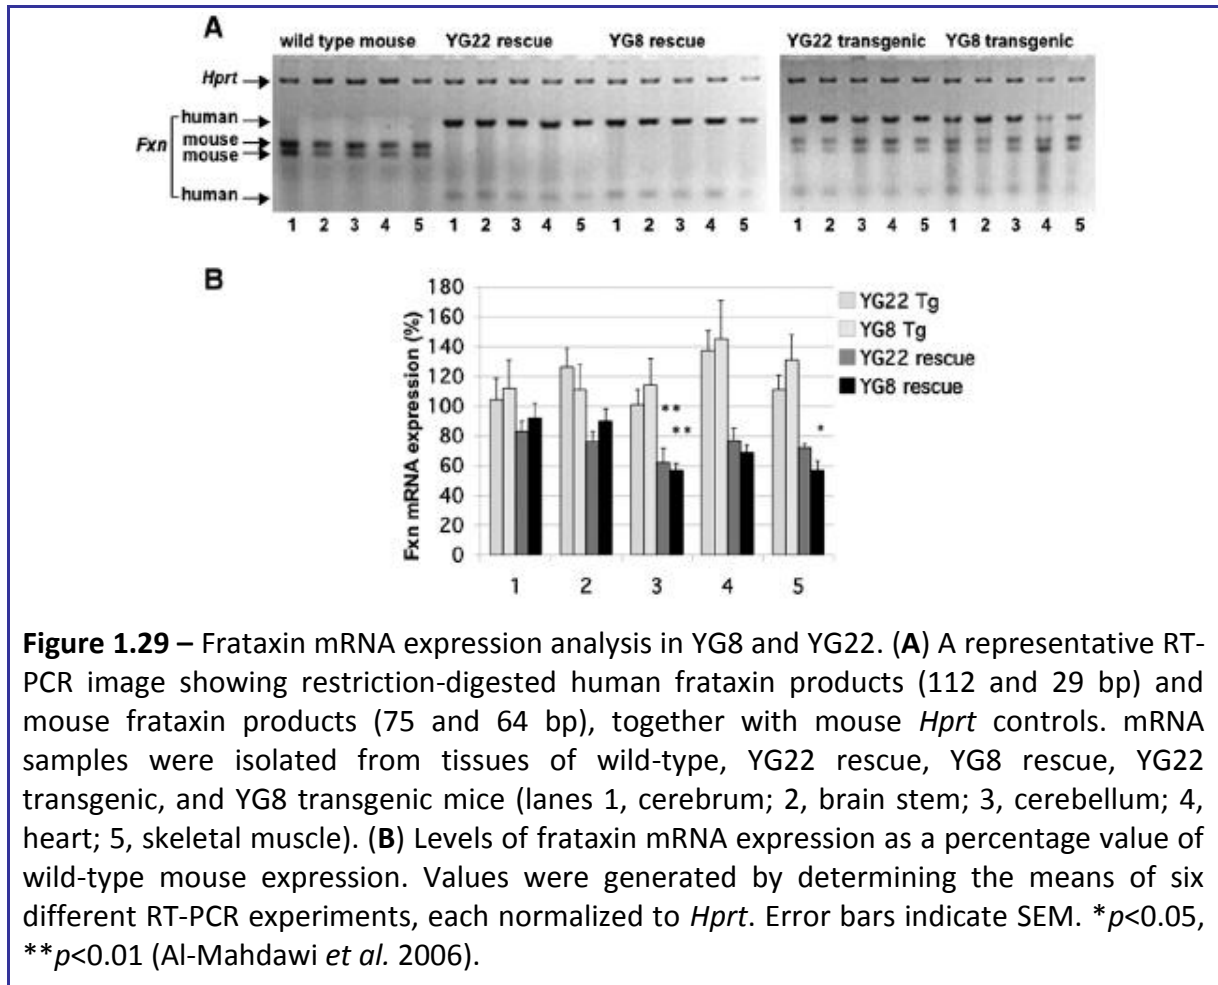 A
wild type mouse YG22 rescue YG8 rescue YG22 transgenic YG8 transgenic
Hprt
human
Fxn mouse
mouse
human
1 2 3 4 5 1 2 3 4 5 1 2 3 4 5 1 2 3 4 5 1 2 3 4 5
B
Fxn mRNA expression (%)
180
160
140
120
100
80
60
40
20
0
** ** *
1 2 3 4 5
YG22 Tg
YG8 Tg
YG22 rescue
YG8 rescue
Figure 1.29 – Frataxin mRNA expression analysis in YG8 and YG22. (A) A representative RT-
PCR image showing restriction-digested human frataxin products (112 and 29 bp) and
mouse frataxin products (75 and 64 bp), together with mouse Hprt controls. mRNA
samples were isolated from tissues of wild-type, YG22 rescue, YG8 rescue, YG22
transgenic, and YG8 transgenic mice (lanes 1, cerebrum; 2, brain stem; 3, cerebellum; 4,
heart; 5, skeletal muscle). (B) Levels of frataxin mRNA expression as a percentage value of
wild-type mouse expression. Values were generated by determining the means of six
different RT-PCR experiments, each normalized to Hprt. Error bars indicate SEM. *p<0.05,
**p<0.01 (Al-Mahdawi et al. 2006).